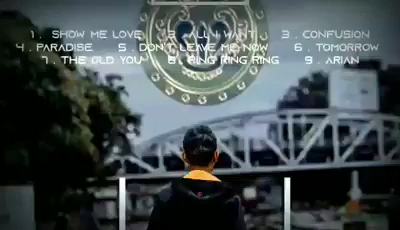 1. SHOW ME LOVE 2. ALL I WANT 3. CONFUSION
4. PARADISE 5. DON'T LEAVE ME NOW 6. TOMORROW
7. THE OLD YOU 8. RING RING RING 9. ARIAN